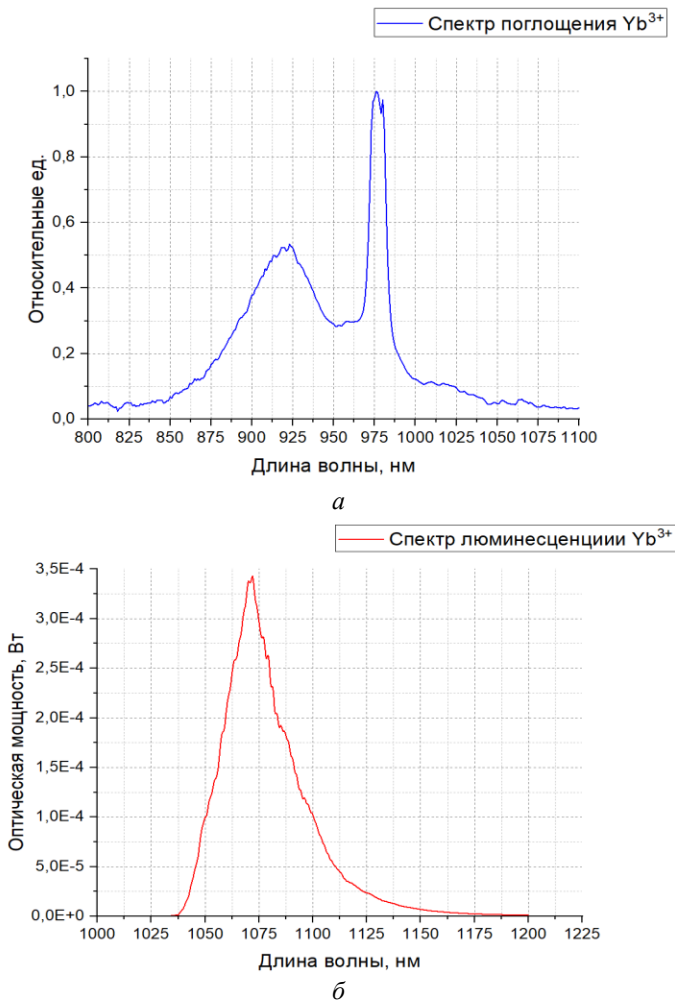 Спектр поглощения Yb³⁺
Относительные ед.
1,0
0,8
0,6
0,4
0,2
0,0
800 825 850 875 900 925 950 975 1000 1025 1050 1075 1100
Длина волны, нм
а
Спектр люминесценциии Yb³⁺
Оптическая мощность, Вт
3,5E-4
3,0E-4
2,5E-4
2,0E-4
1,5E-4
1,0E-4
5,0E-5
0,0E+0
1000 1025 1050 1075 1100 1125 1150 1175 1200 1225
Длина волны, нм
б